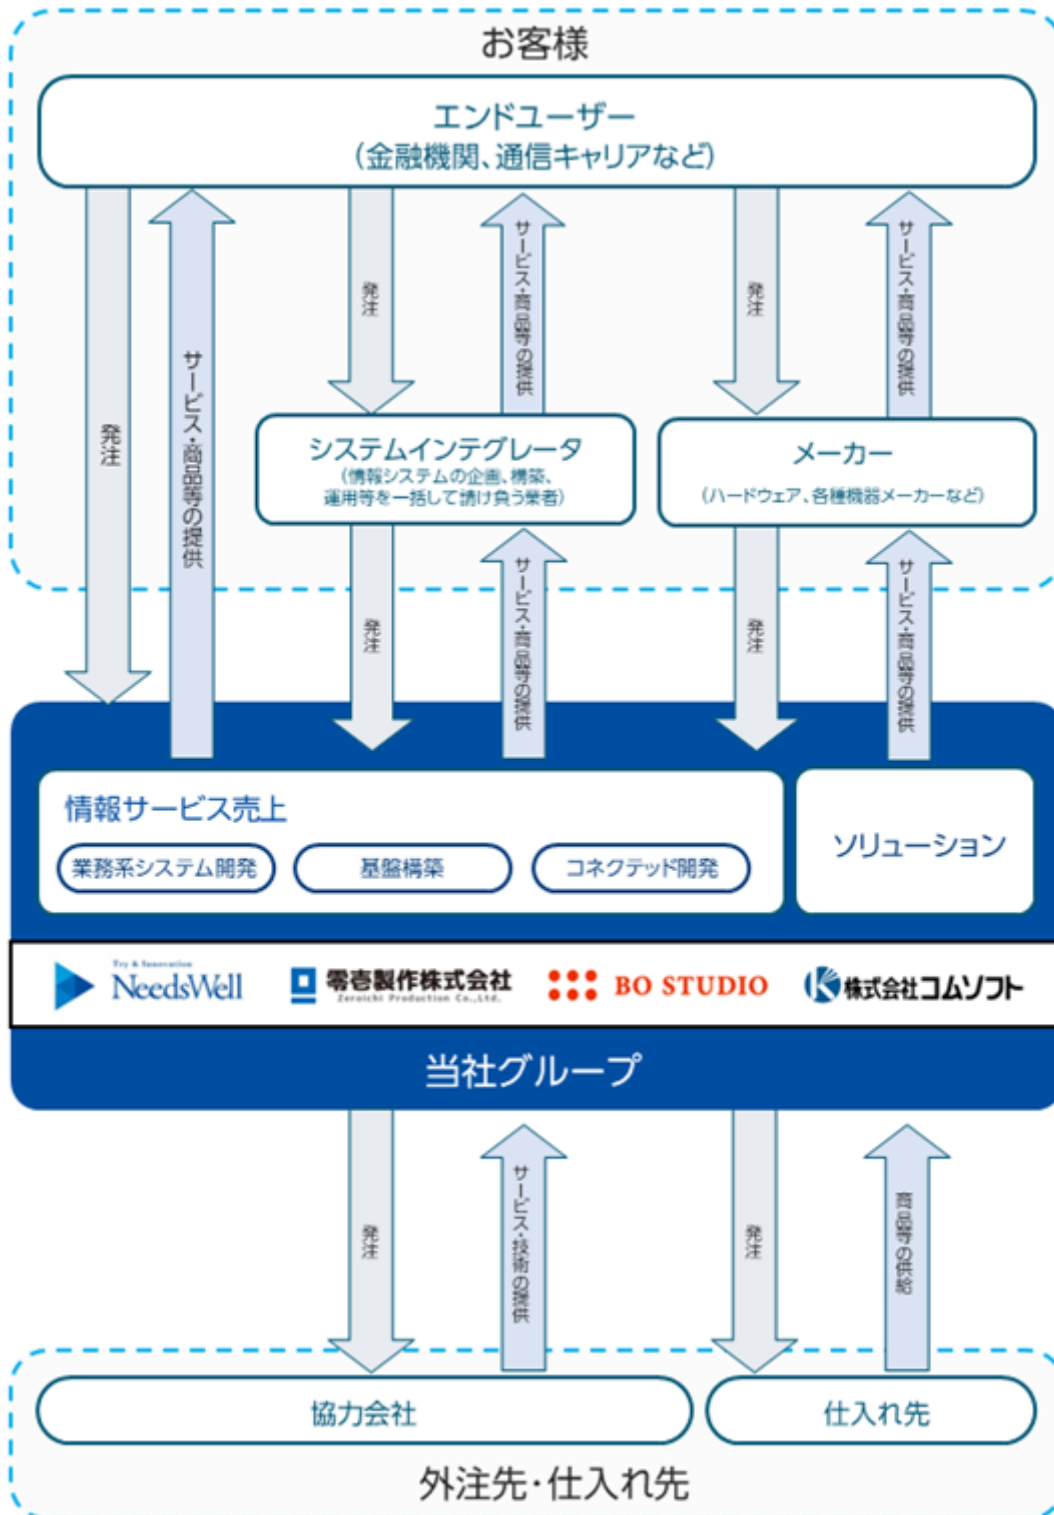 お客様
エンドユーザー
（金融機関、通信キャリアなど）
発注
サービス・商品等の提供
発注
サービス・商品等の提供
発注
サービス・商品等の提供
システムインテグレータ
（情報システムの企画、構築、
運用等を一括して請け負う業者）
メーカー
（ハードウェア、各種機器メーカーなど）
発注
サービス・商品等の提供
発注
サービス・商品等の提供
情報サービス売上
業務系システム開発
基盤構築
コネクテッド開発
ソリューション
Try & Innovation
NeedsWell
零壱製作株式会社
Zeroichi Production Co.,Ltd.
BO STUDIO
株式会社コムソフト
当社グループ
発注
サービス・技術の提供
発注
商品等の供給
協力会社
仕入れ先
外注先・仕入れ先